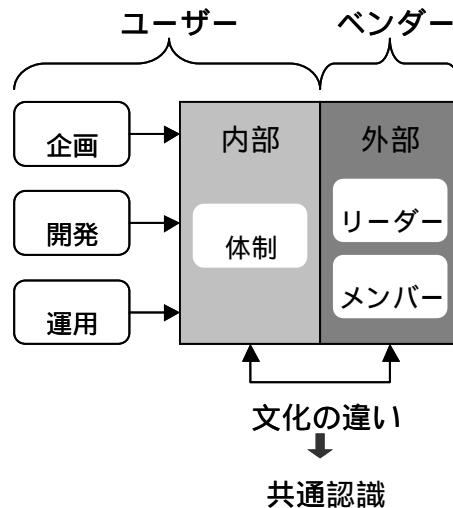 ユーザー
ベンダー
企画
開発
運用
内部
体制
外部
リーダー
メンバー
文化の違い
共通認識